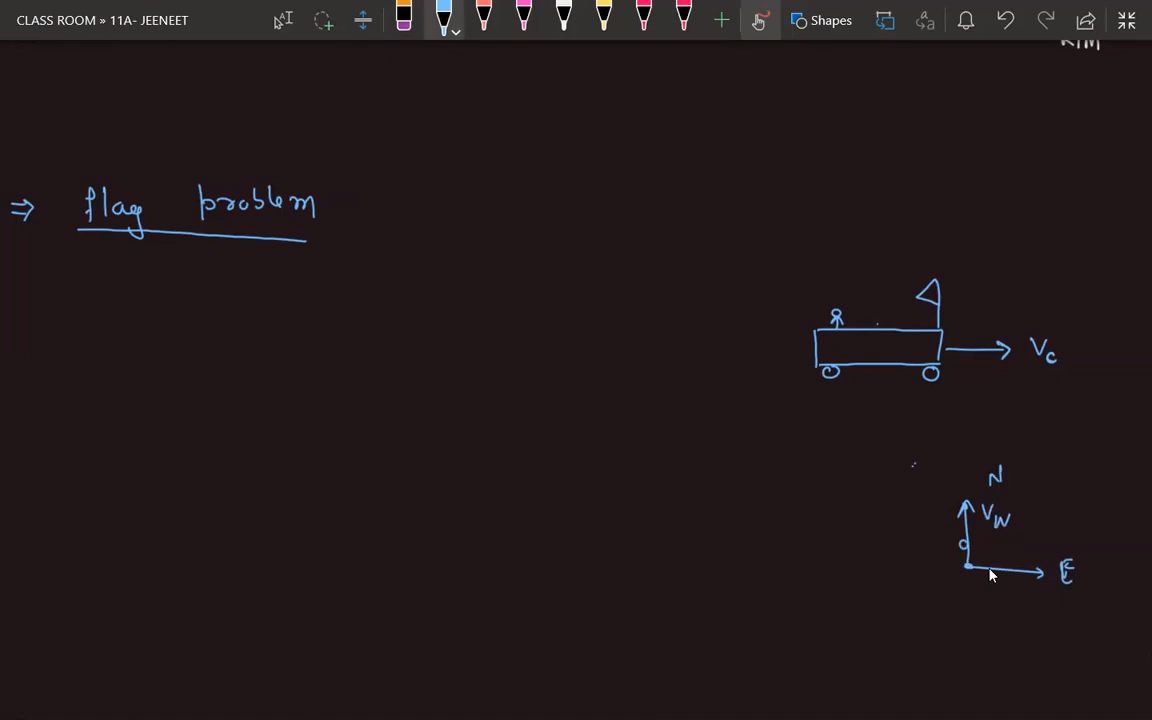 CLASS ROOM » 11A- JEENEET
Shapes
⇒ flag problem
Vc
N
Vw
E